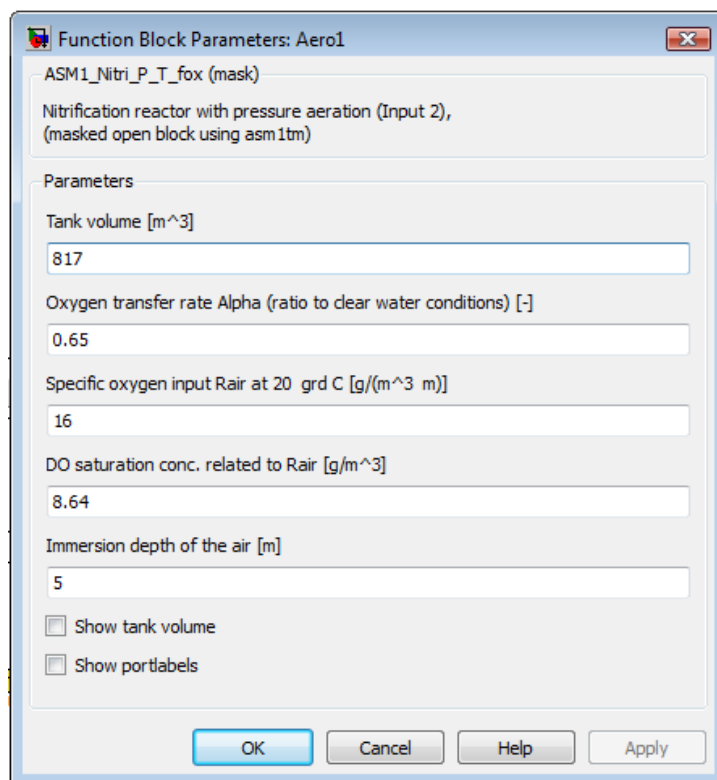 Function Block Parameters: Aero1
ASM1_Nitri_P_T_fox (mask)
Nitrification reactor with pressure aeration (Input 2),
(masked open block using asm1tm)
Parameters
Tank volume [m^3]
817
Oxygen transfer rate Alpha (ratio to clear water conditions) [-]
0.65
Specific oxygen input Rair at 20  grd C [g/(m^3  m)]
16
DO saturation conc. related to Rair [g/m^3]
8.64
Immersion depth of the air [m]
5
Show tank volume
Show portlabels
OK Cancel Help Apply